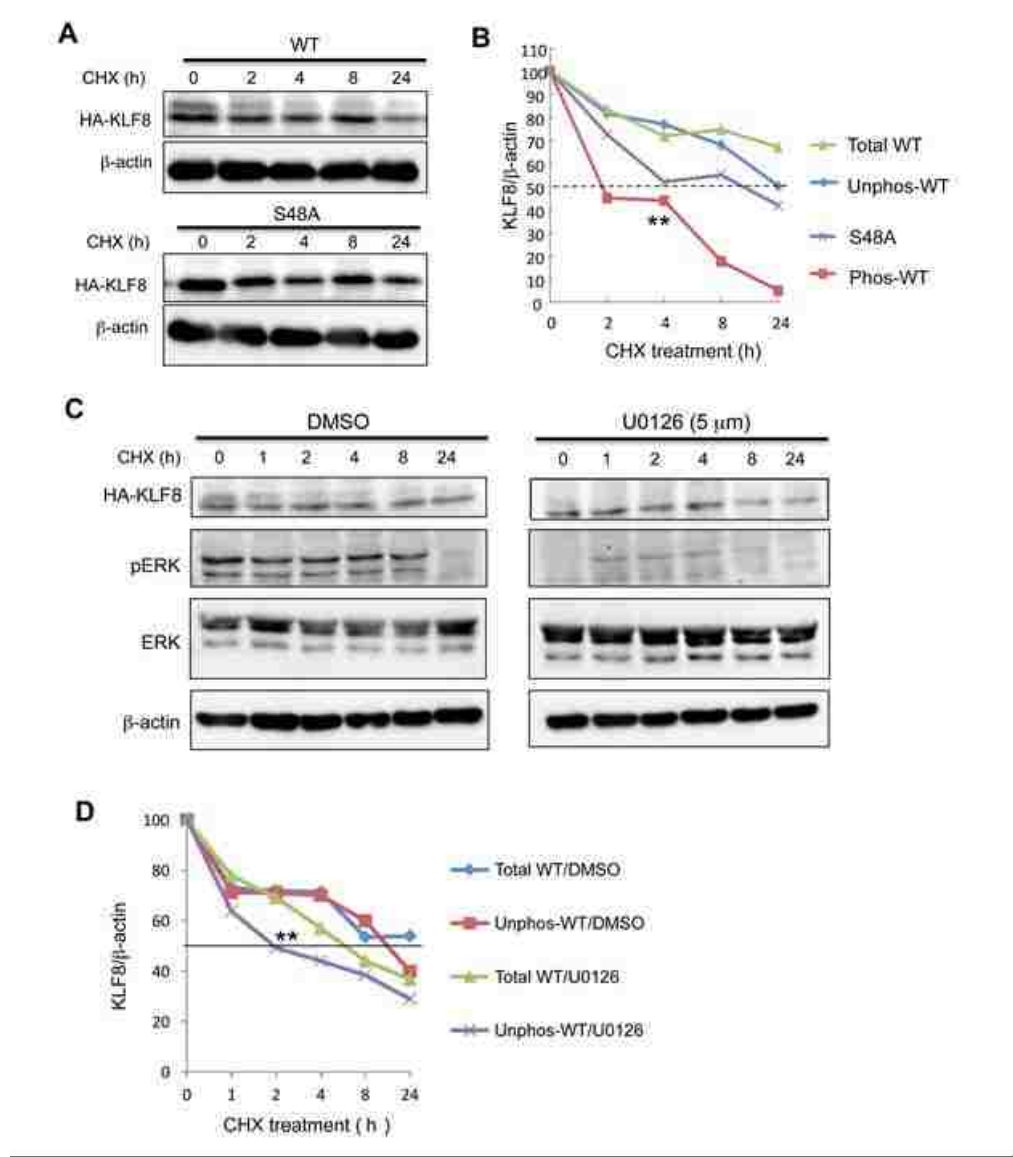 A
WT
CHX (h) 0 2 4 8 24
HA-KLF8
β-actin
S48A
CHX (h) 0 2 4 8 24
HA-KLF8
β-actin
B
110
100
90
80
70
60
50
40
30
20
10
0
KLF8/β-actin
**
0 2 4 8 24
CHX treatment (h)
Total WT
Unphos-WT
S48A
Phos-WT
C
DMSO
CHX (h) 0 1 2 4 8 24
HA-KLF8
pERK
ERK
β-actin
U0126 (5 μm)
0 1 2 4 8 24
D
100
80
60
40
20
0
KLF8/β-actin
**
0 1 2 4 8 24
CHX treatment ( h )
Total WT/DMSO
Unphos-WT/DMSO
Total WT/U0126
Unphos-WT/U0126